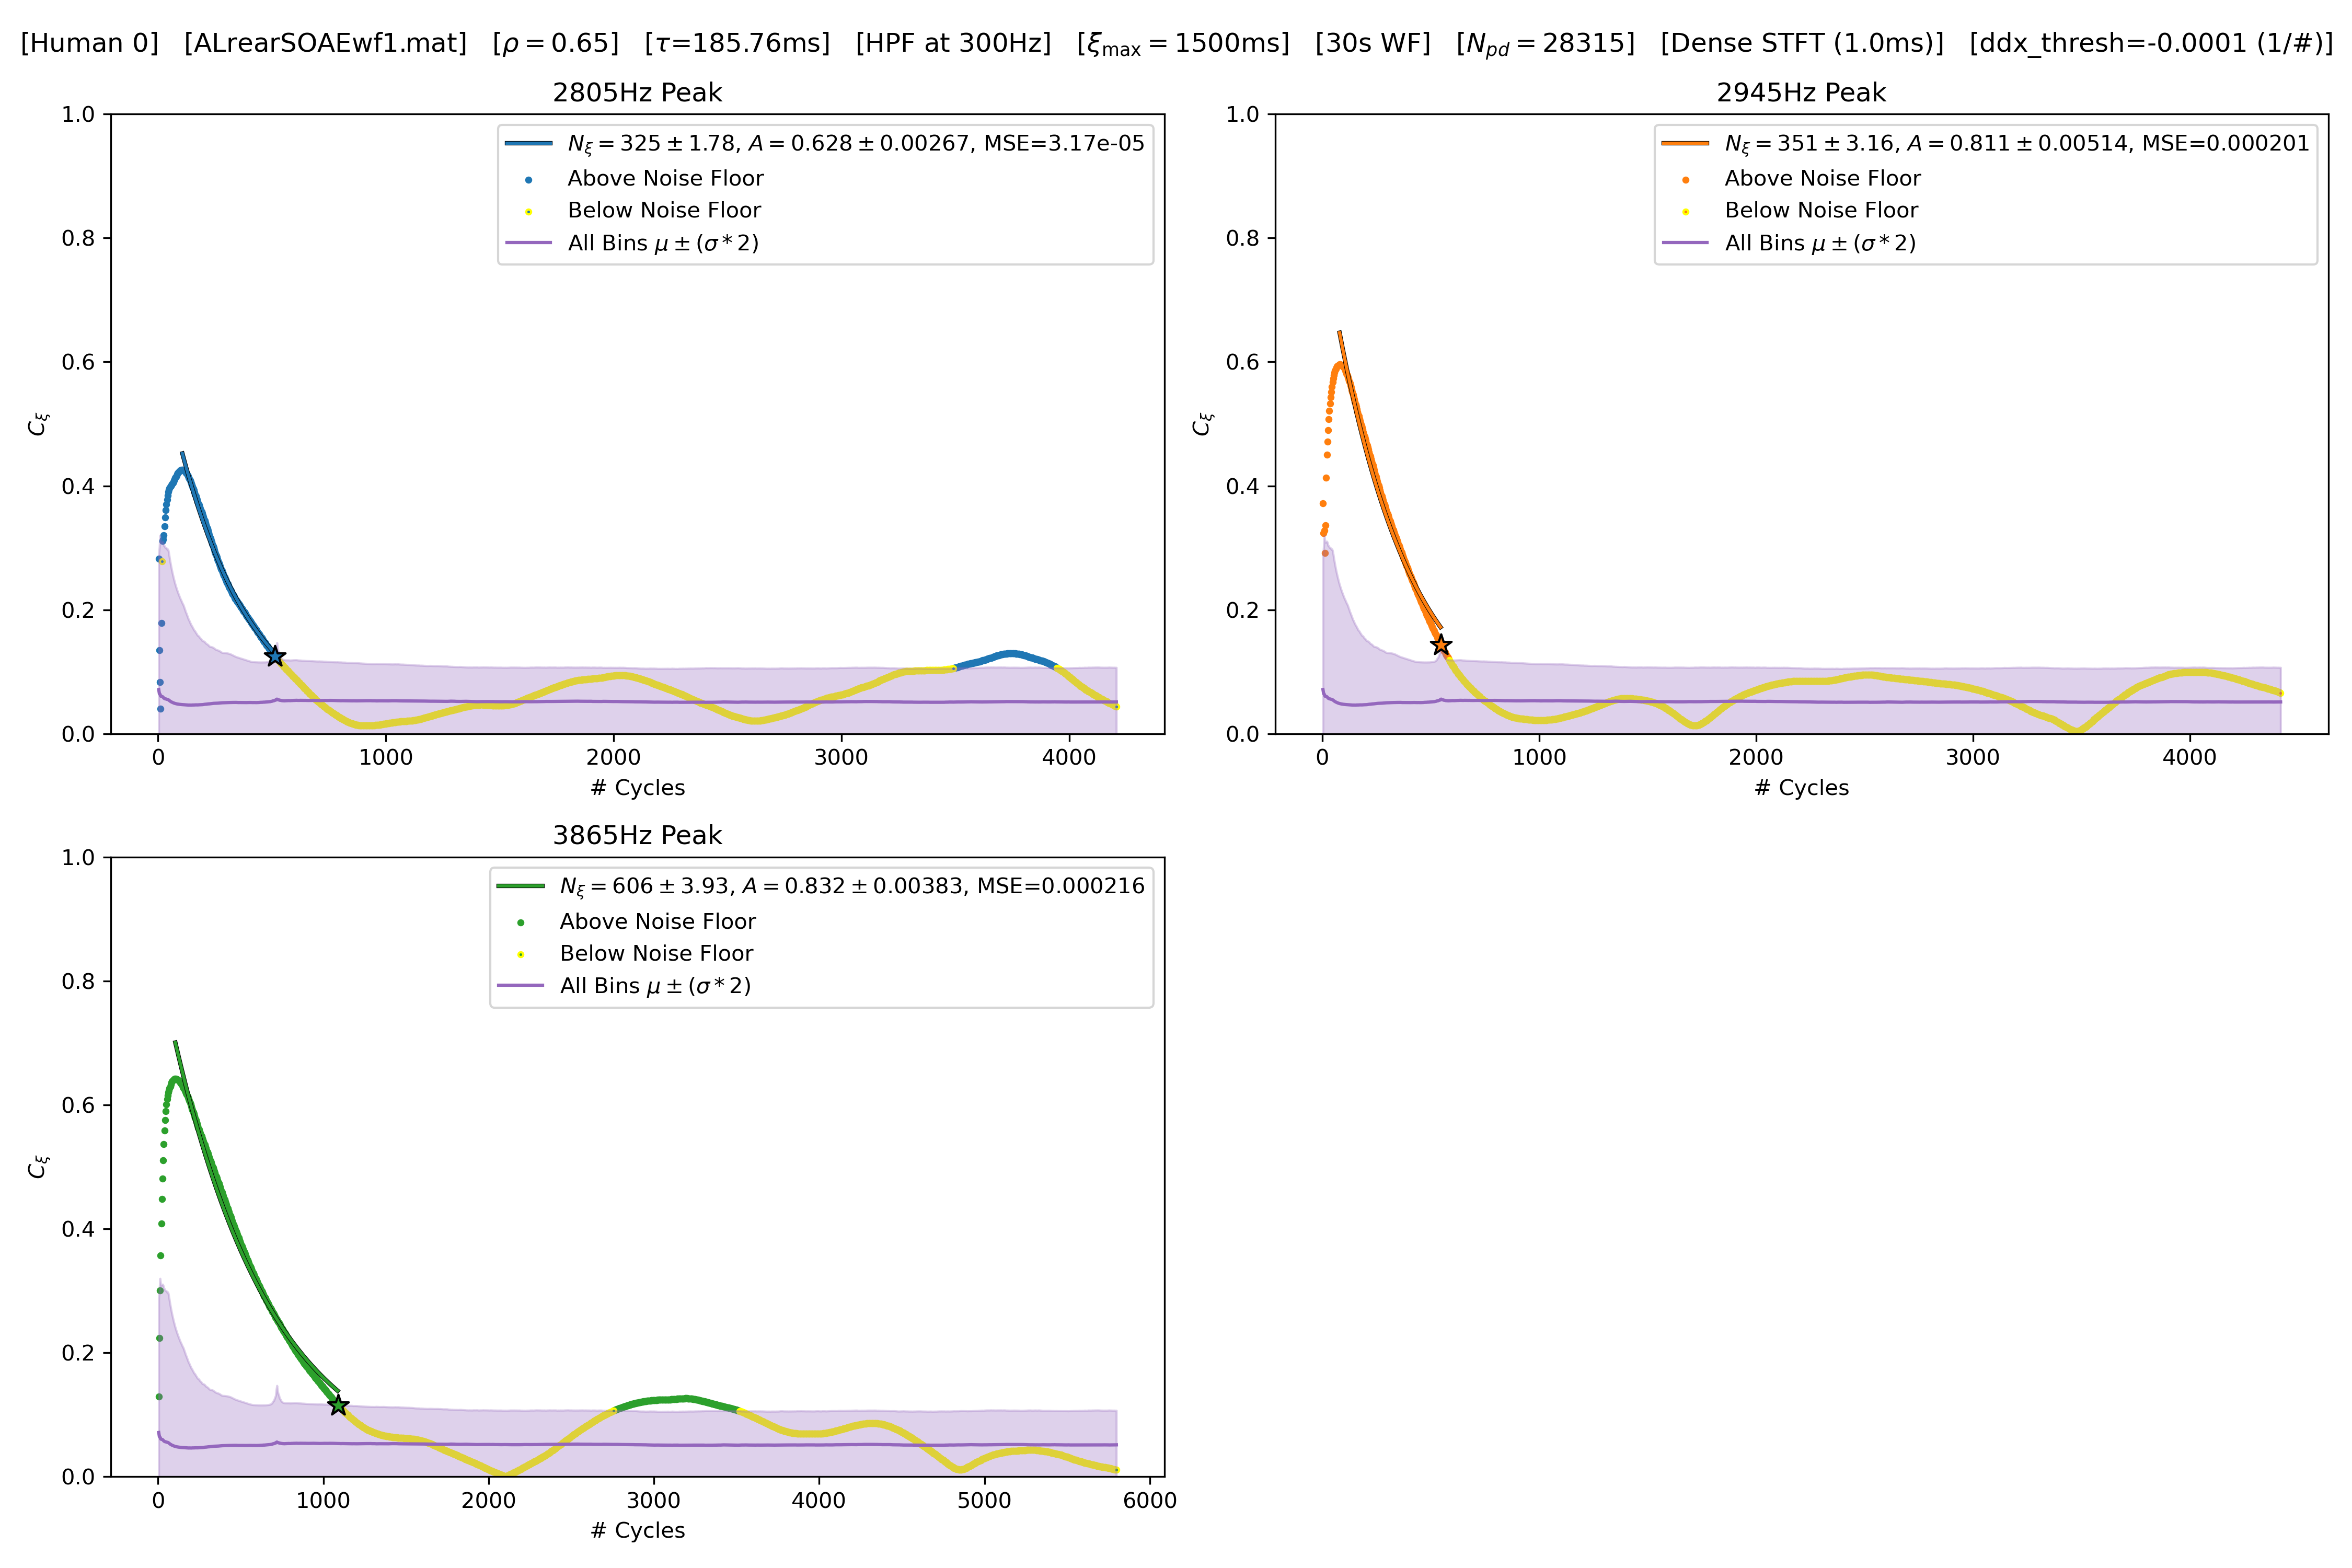 [Human 0] [ALrearSOAEwf1.mat] [ρ = 0.65] [τ=185.76ms] [HPF at 300Hz] [ξmax = 1500ms] [30s WF] [Npd = 28315] [Dense STFT (1.0ms)] [ddx_thresh=-0.0001 (1/#)]
2805Hz Peak
Nξ = 325 ± 1.78, A = 0.628 ± 0.00267, MSE=3.17e-05
Above Noise Floor
Below Noise Floor
All Bins μ ± (σ * 2)
1.0
0.8
0.6
0.4
0.2
0.0
Cξ
0 1000 2000 3000 4000
# Cycles
2945Hz Peak
Nξ = 351 ± 3.16, A = 0.811 ± 0.00514, MSE=0.000201
Above Noise Floor
Below Noise Floor
All Bins μ ± (σ * 2)
1.0
0.8
0.6
0.4
0.2
0.0
Cξ
0 1000 2000 3000 4000
# Cycles
3865Hz Peak
Nξ = 606 ± 3.93, A = 0.832 ± 0.00383, MSE=0.000216
Above Noise Floor
Below Noise Floor
All Bins μ ± (σ * 2)
1.0
0.8
0.6
0.4
0.2
0.0
Cξ
0 1000 2000 3000 4000 5000 6000
# Cycles